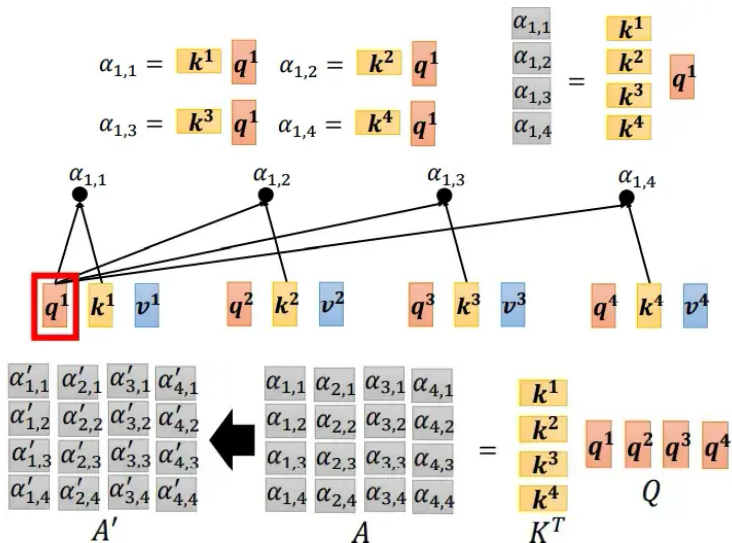 α₁,₁ = k¹ q¹ α₁,₂ = k² q¹
α₁,₃ = k³ q¹ α₁,₄ = k⁴ q¹
α₁,₁
α₁,₂
α₁,₃
α₁,₄
=
k¹
k²
k³
k⁴
q¹
α₁,₁ α₁,₂ α₁,₃ α₁,₄
q¹ k¹ v¹ q² k² v² q³ k³ v³ q⁴ k⁴ v⁴
α′₁,₁ α′₂,₁ α′₃,₁ α′₄,₁
α′₁,₂ α′₂,₂ α′₃,₂ α′₄,₂
α′₁,₃ α′₂,₃ α′₃,₃ α′₄,₃
α′₁,₄ α′₂,₄ α′₃,₄ α′₄,₄
A′
α₁,₁ α₂,₁ α₃,₁ α₄,₁
α₁,₂ α₂,₂ α₃,₂ α₄,₂
α₁,₃ α₂,₃ α₃,₃ α₄,₃
α₁,₄ α₂,₄ α₃,₄ α₄,₄
A
=
k¹
k²
k³
k⁴
Kᵀ
q¹ q² q³ q⁴
Q